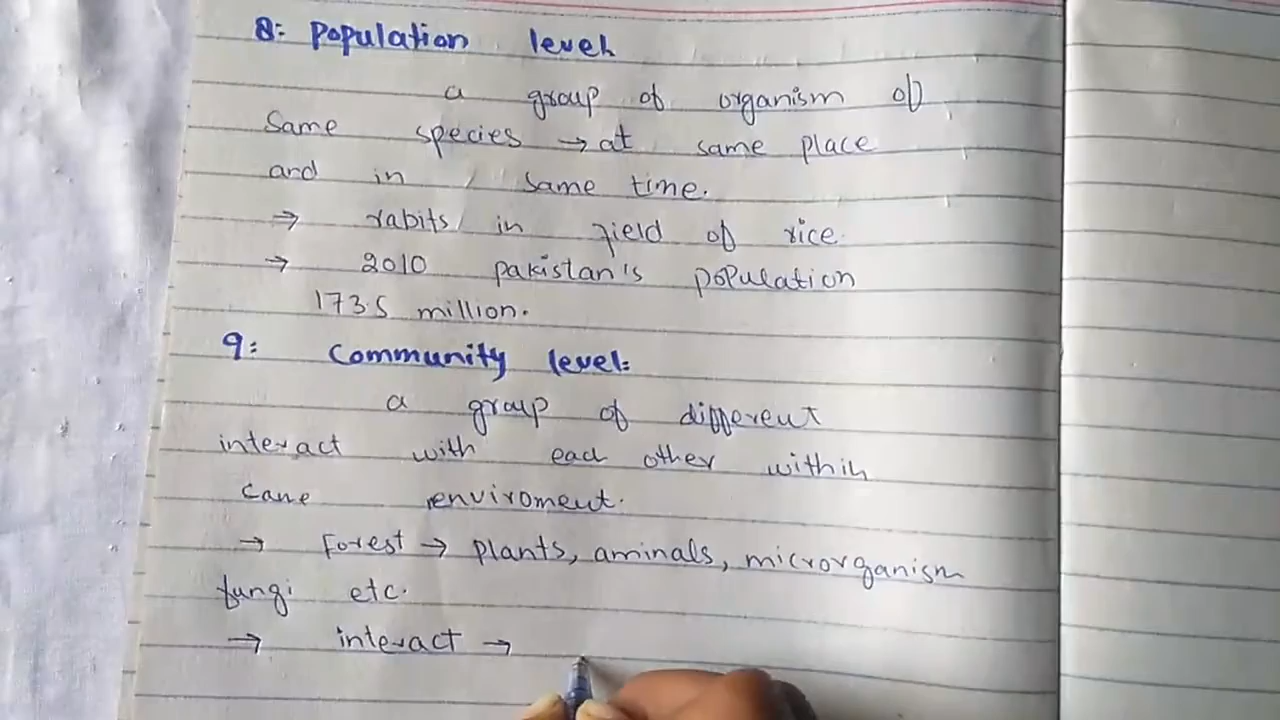 8: Population level
a group of organism of
Same species → at same place
and in same time.
⇒ rabits in field of rice.
→ 2010 pakistan's population
173.5 million.
9: Community level:
a group of different
interact with each other within
came enviroment.
→ Forest → plants, aminals, microrganism
fungi etc.
→ interact →